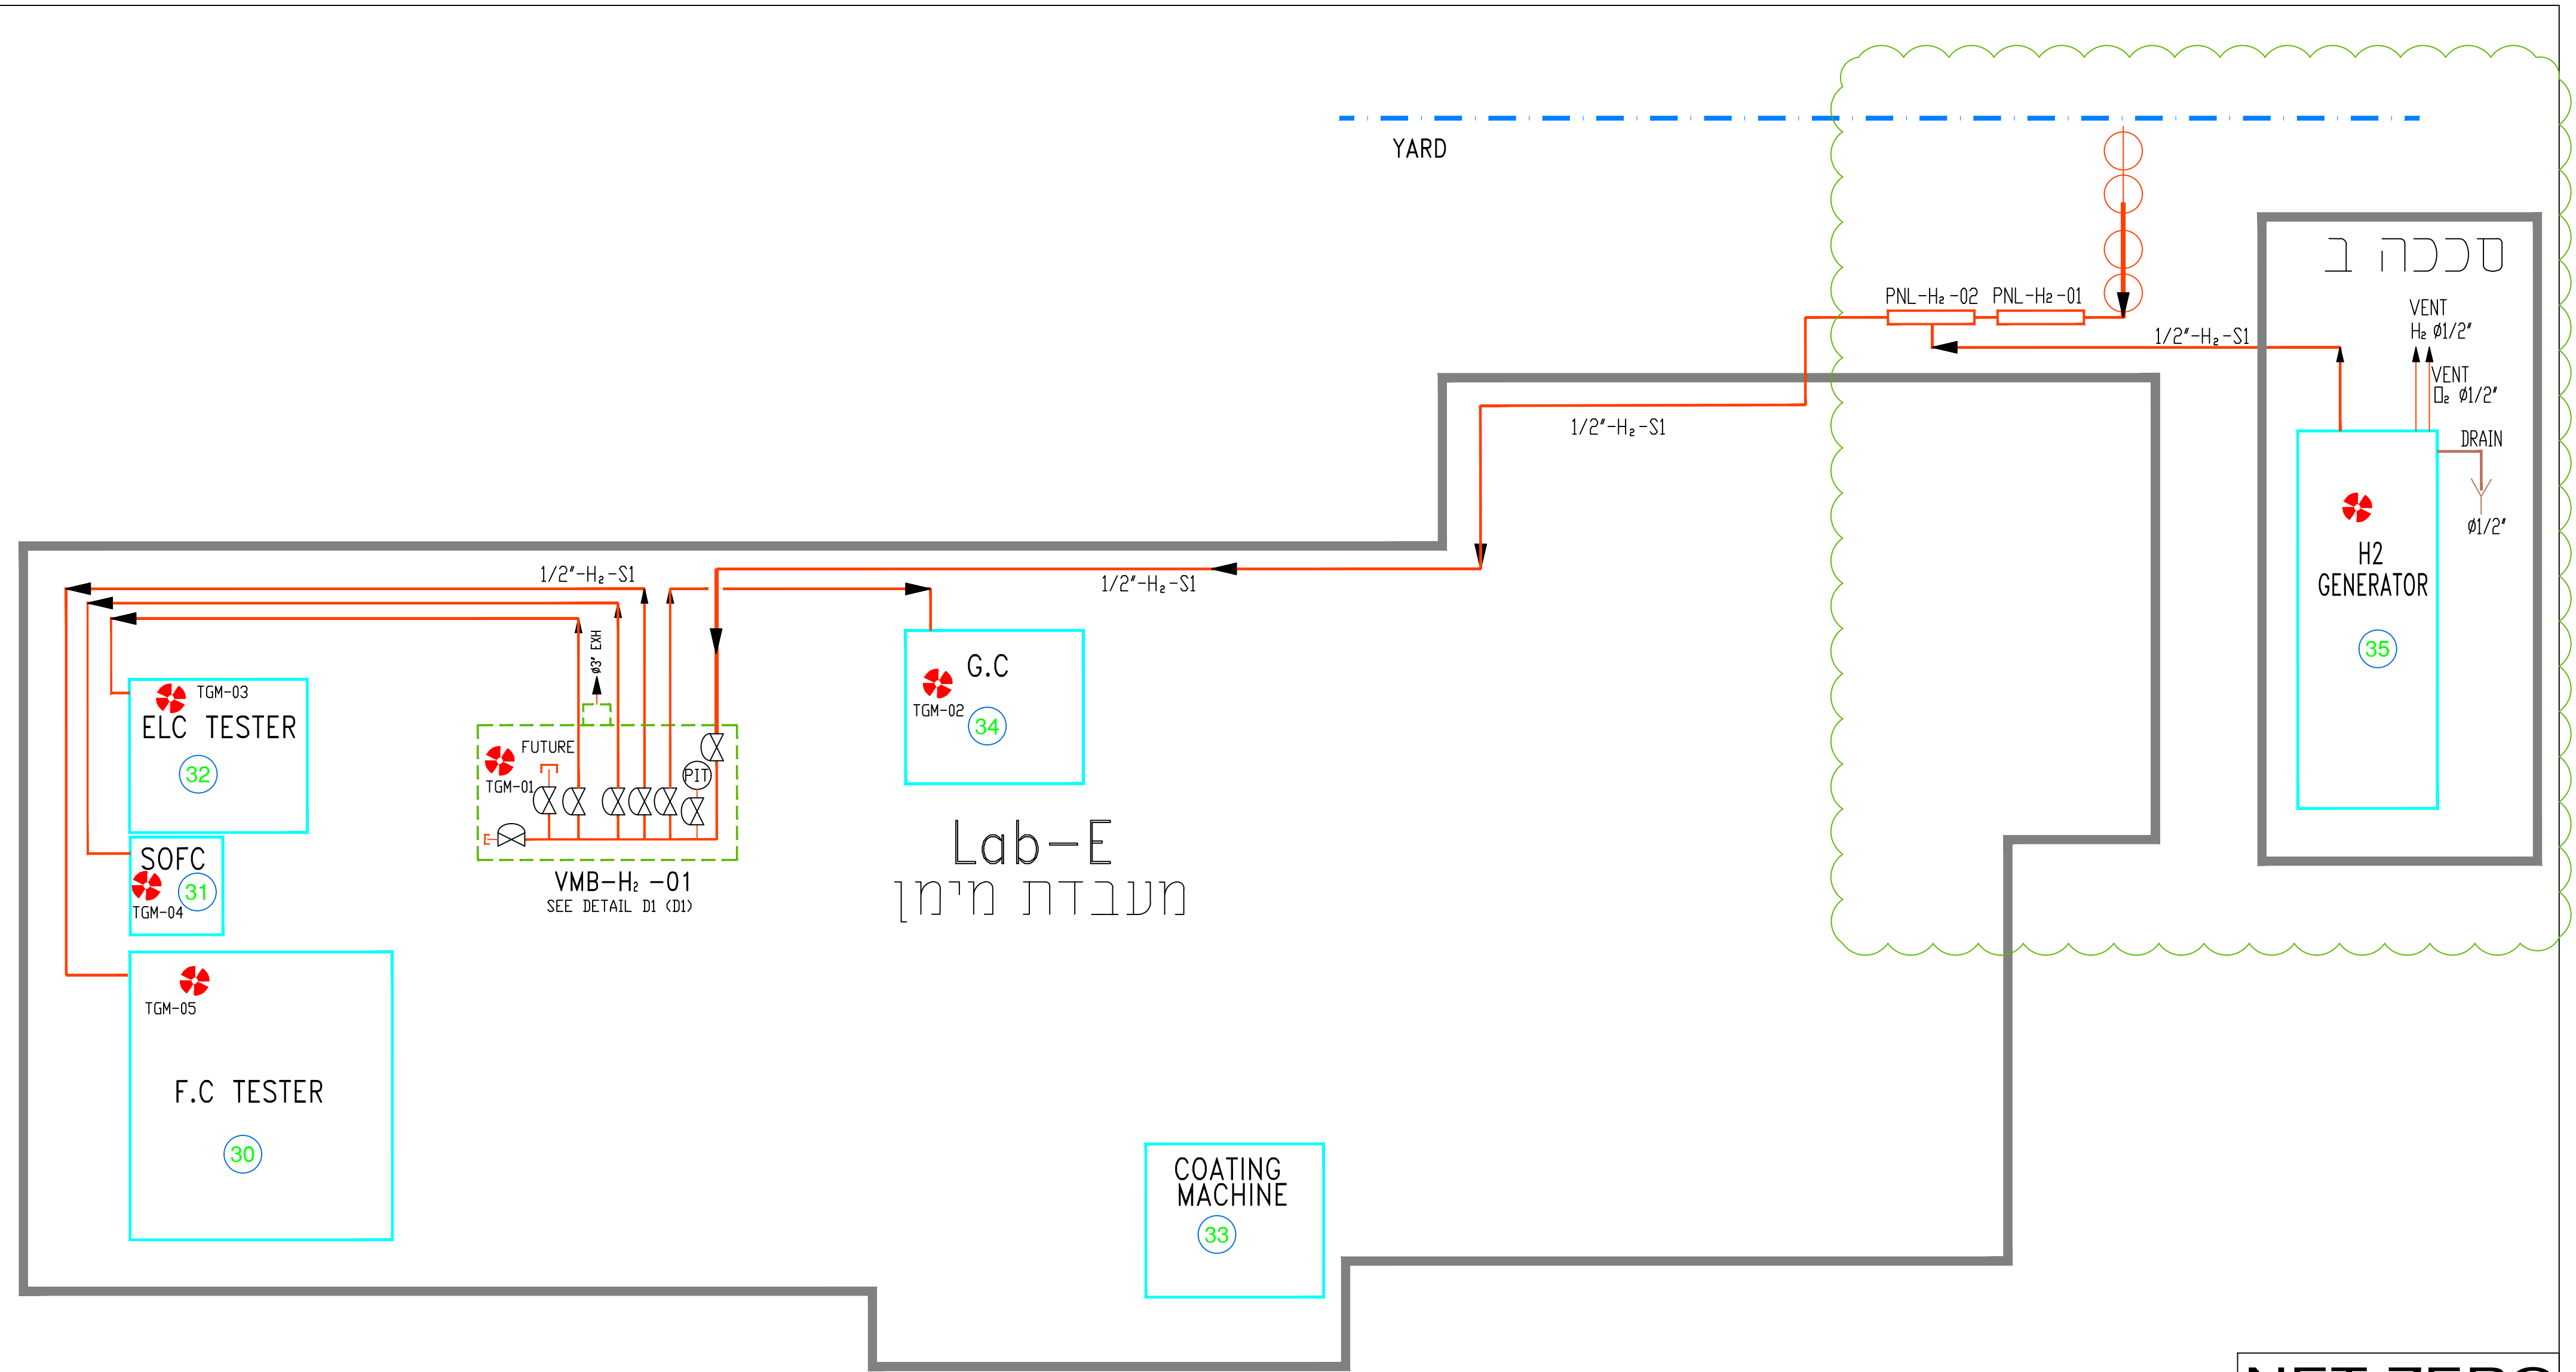 YARD
סככה ב
PNL-H₂-02 PNL-H₂-01
VENT
H₂ Ø1/2"
1/2"-H₂-S1
VENT
O₂ Ø1/2"
1/2"-H₂-S1
DRAIN
Ø1/2"
H2
GENERATOR
35
1/2"-H₂-S1
1/2"-H₂-S1
Ø3" EXH
G.C
TGM-02
34
TGM-03
ELC TESTER
32
FUTURE
TGM-01
PIT
VMB-H₂-01
SEE DETAIL D1 (D1)
Lab-E
מעבדת מימן
SOFC
31
TGM-04
TGM-05
F.C TESTER
30
COATING
MACHINE
33
NET ZERO